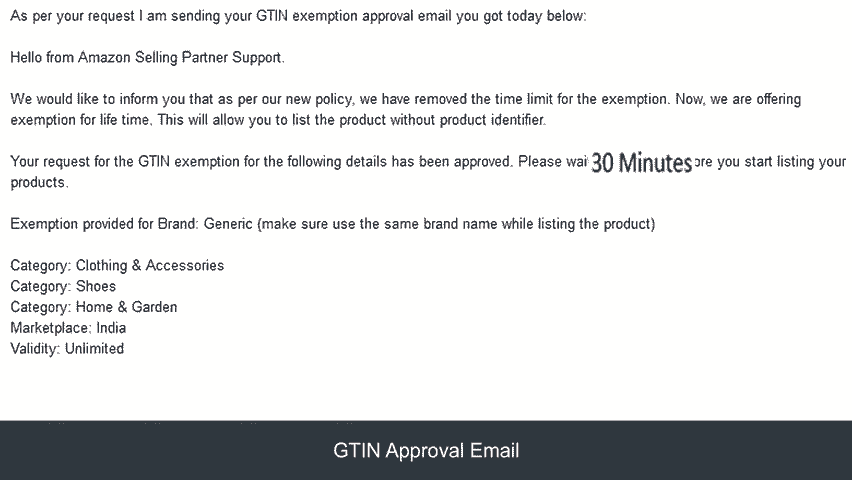 As per your request I am sending your GTIN exemption approval email you got today below:
Hello from Amazon Selling Partner Support.
We would like to inform you that as per our new policy, we have removed the time limit for the exemption. Now, we are offering
exemption for life time. This will allow you to list the product without product identifier.
Your request for the GTIN exemption for the following details has been approved. Please wai 30 Minutes ore you start listing your
products.
Exemption provided for Brand: Generic (make sure use the same brand name while listing the product)
Category: Clothing & Accessories
Category: Shoes
Category: Home & Garden
Marketplace: India
Validity: Unlimited
GTIN Approval Email